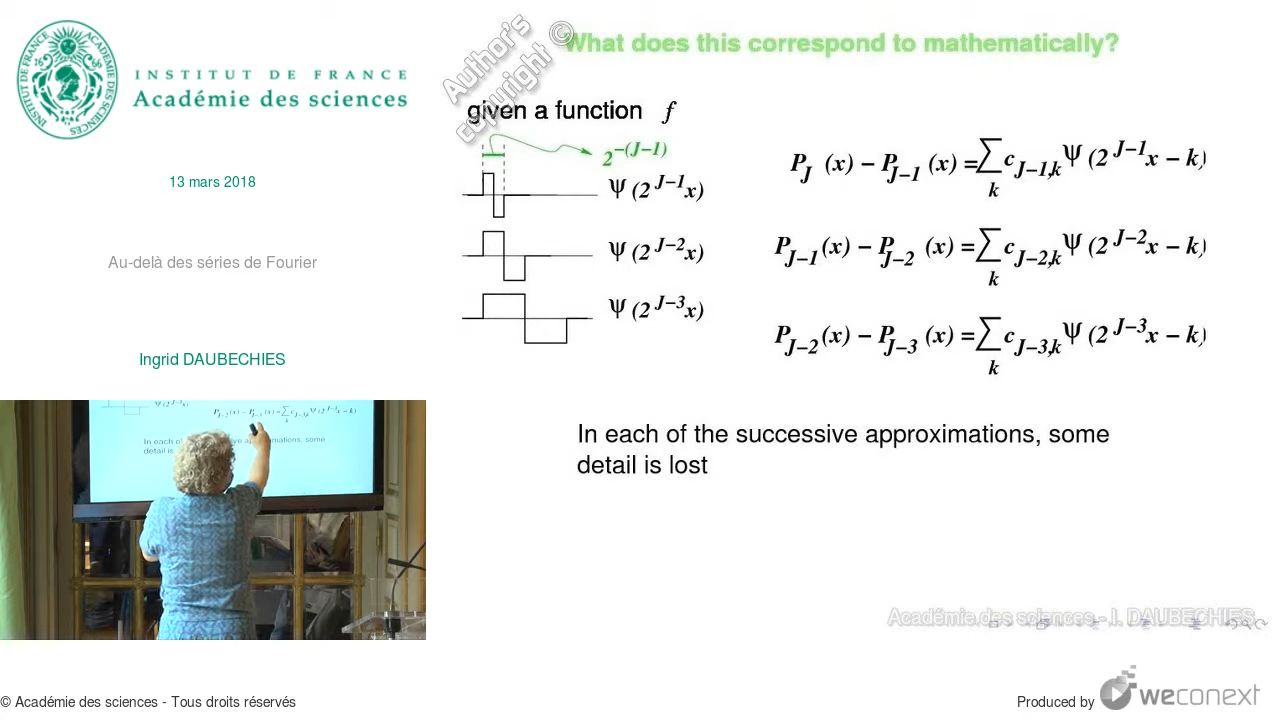 INSTITUT DE FRANCE
Académie des sciences
13 mars 2018
Au-delà des séries de Fourier
Ingrid DAUBECHIES
What does this correspond to mathematically?
Author's
copyright ©
given a function f
2^{-(J-1)}
ψ (2^{J-1}x)
ψ (2^{J-2}x)
ψ (2^{J-3}x)
P_J (x) − P_{J-1} (x) = ∑_k c_{J-1,k} ψ (2^{J-1}x − k)
P_{J-1} (x) − P_{J-2} (x) = ∑_k c_{J-2,k} ψ (2^{J-2}x − k)
P_{J-2} (x) − P_{J-3} (x) = ∑_k c_{J-3,k} ψ (2^{J-3}x − k)
In each of the successive approximations, some
detail is lost
Académie des sciences - I. DAUBECHIES
© Académie des sciences - Tous droits réservés
Produced by weconext